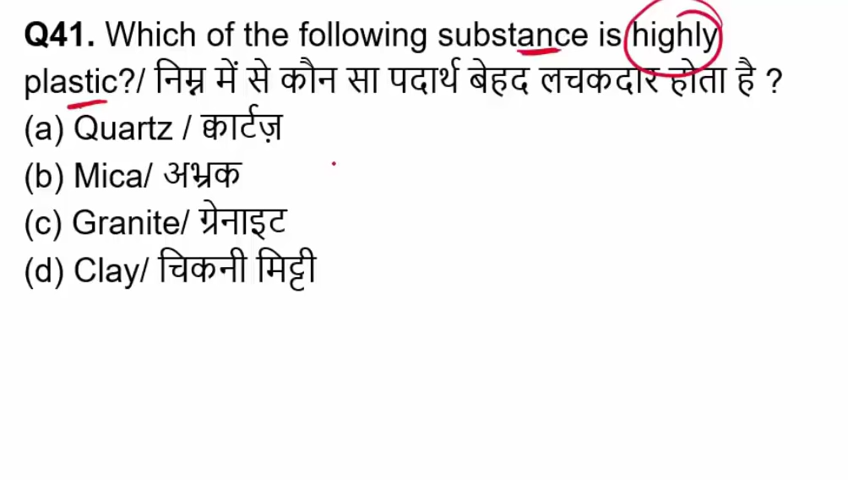 Q41. Which of the following substance is highly
plastic?/ निम्न में से कौन सा पदार्थ बेहद लचकदार होता है ?
(a) Quartz / क्वार्टज़
(b) Mica/ अभ्रक
(c) Granite/ ग्रेनाइट
(d) Clay/ चिकनी मिट्टी